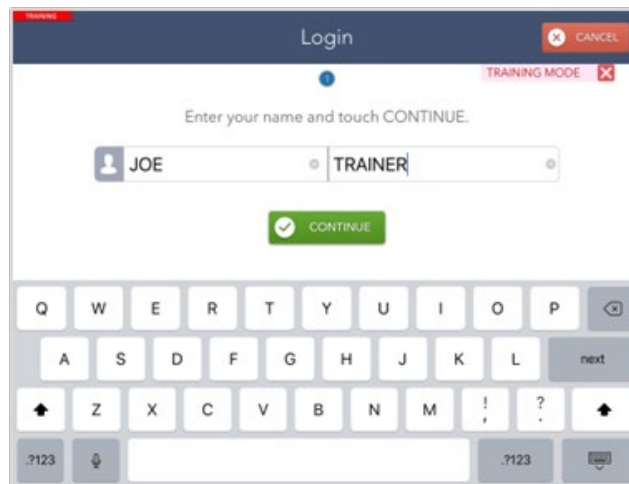 TRAINING
Login
CANCEL
1
TRAINING MODE
Enter your name and touch CONTINUE.
JOE TRAINER
CONTINUE
Q W E R T Y U I O P
A S D F G H J K L next
Z X C V B N M ! , ? .
.?123 .?123